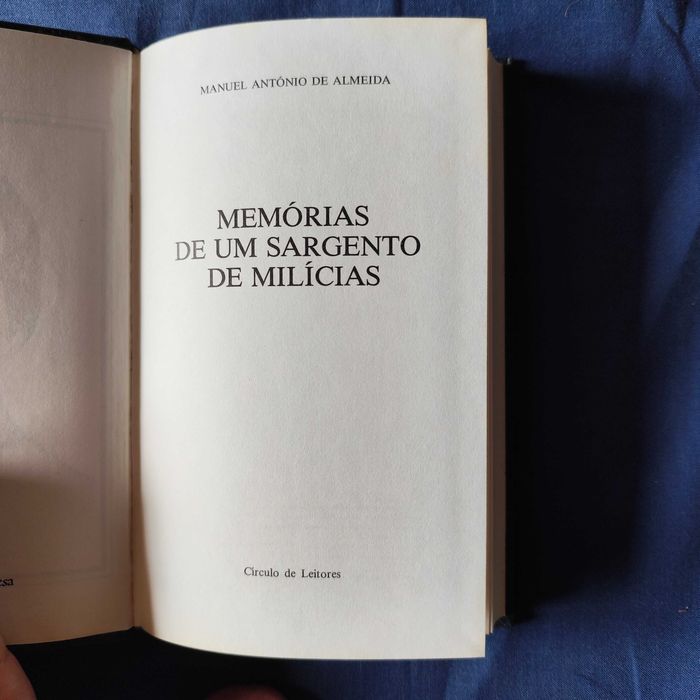 MANUEL ANTÓNIO DE ALMEIDA
MEMÓRIAS
DE UM SARGENTO
DE MILÍCIAS
Círculo de Leitores